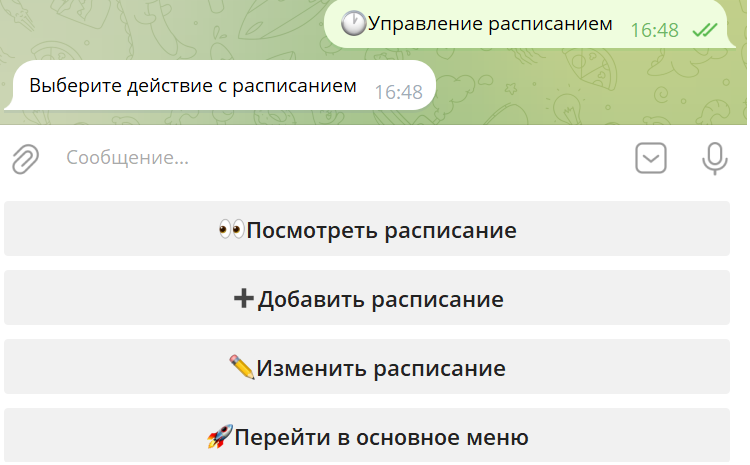 🕐Управление расписанием 16:48
Выберите действие с расписанием 16:48
Сообщение...
👀Посмотреть расписание
➕Добавить расписание
✏️Изменить расписание
🚀Перейти в основное меню